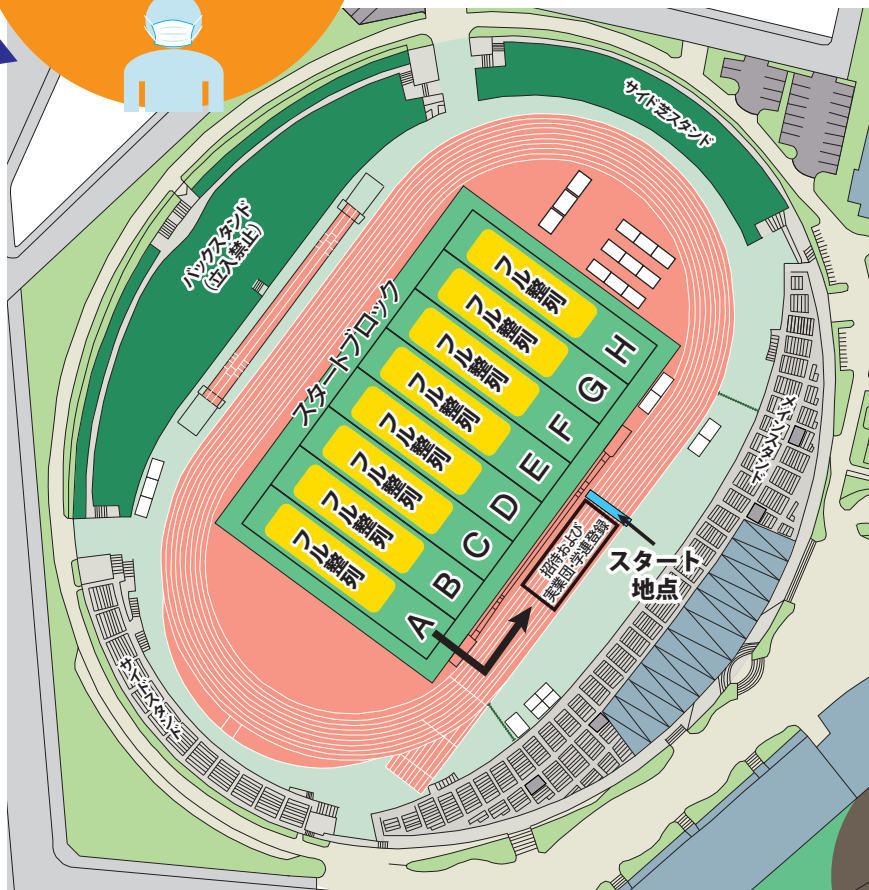 サイド芝スタンド
バックスタンド
(立入禁止)
スタートブロック
フル整列
H
フル整列
G
フル整列
F
フル整列
E
フル整列
D
フル整列
C
フル整列
B
フル整列
A
メインスタンド
招待および
実業団・学連登録
スタート
地点
サイドスタンド